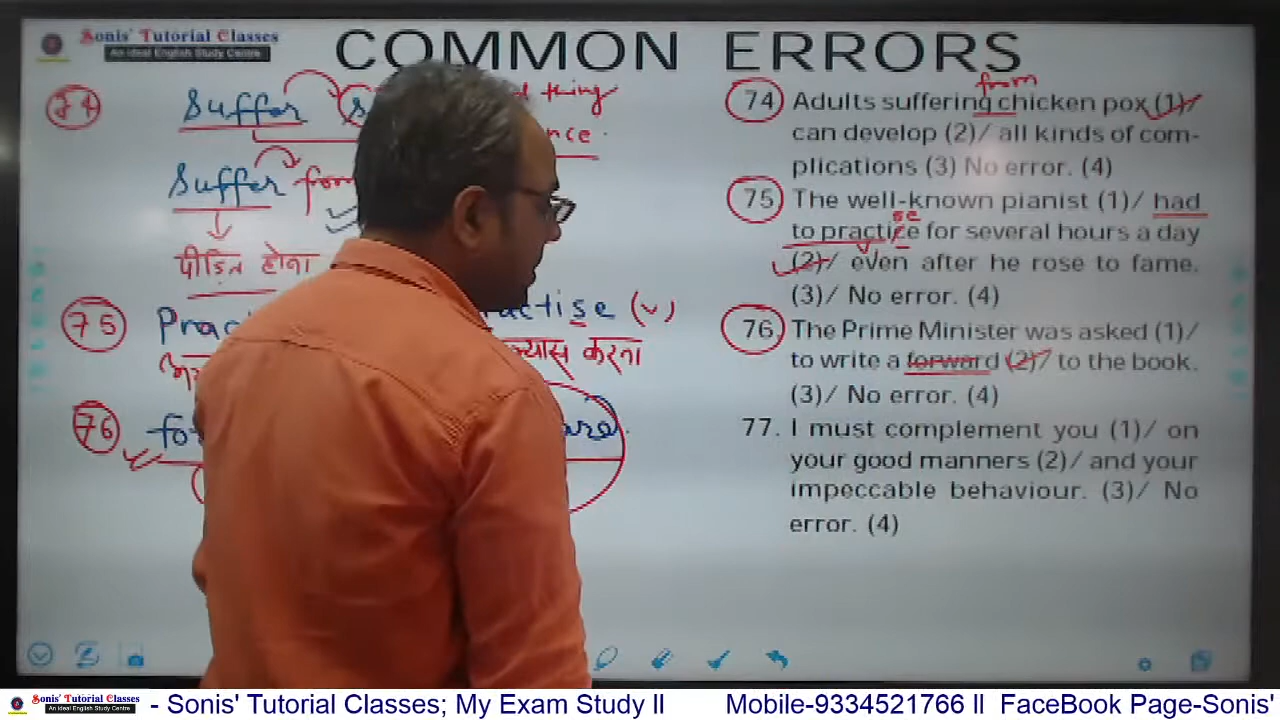 Sonis' Tutorial Classes
An Ideal English Study Centre
COMMON ERRORS
74 Suffer thing
Suffer from
पीड़ित होना
75 Practise (v)
करना
76
from
74 Adults suffering chicken pox (1)/
can develop (2)/ all kinds of com-
plications (3) No error. (4)
75 The well-known pianist (1)/ had
se
to practice for several hours a day
(2)/ even after he rose to fame.
(3)/ No error. (4)
76. The Prime Minister was asked (1)/
to write a forward (2)/ to the book.
(3)/ No error. (4)
77. I must complement you (1)/ on
your good manners (2)/ and your
impeccable behaviour. (3)/ No
error. (4)
Sonis' Tutorial Classes
An Ideal English Study Centre
- Sonis' Tutorial Classes; My Exam Study ll Mobile-9334521766 ll FaceBook Page-Sonis'